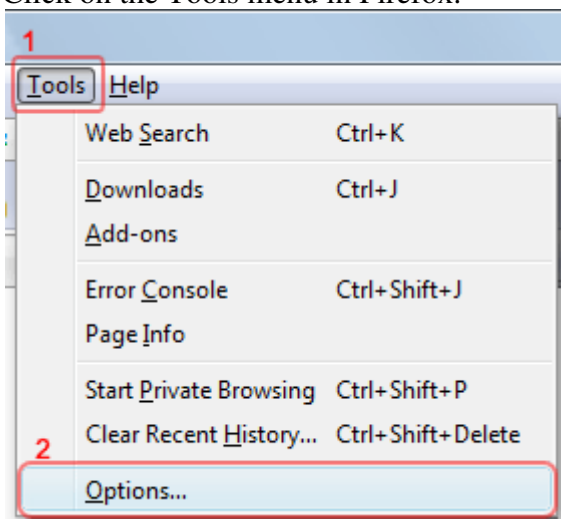 Click on the Tools menu in Firefox.
1
Tools Help
Web Search Ctrl+K
Downloads Ctrl+J
Add-ons
Error Console Ctrl+Shift+J
Page Info
Start Private Browsing Ctrl+Shift+P
Clear Recent History... Ctrl+Shift+Delete
2
Options...